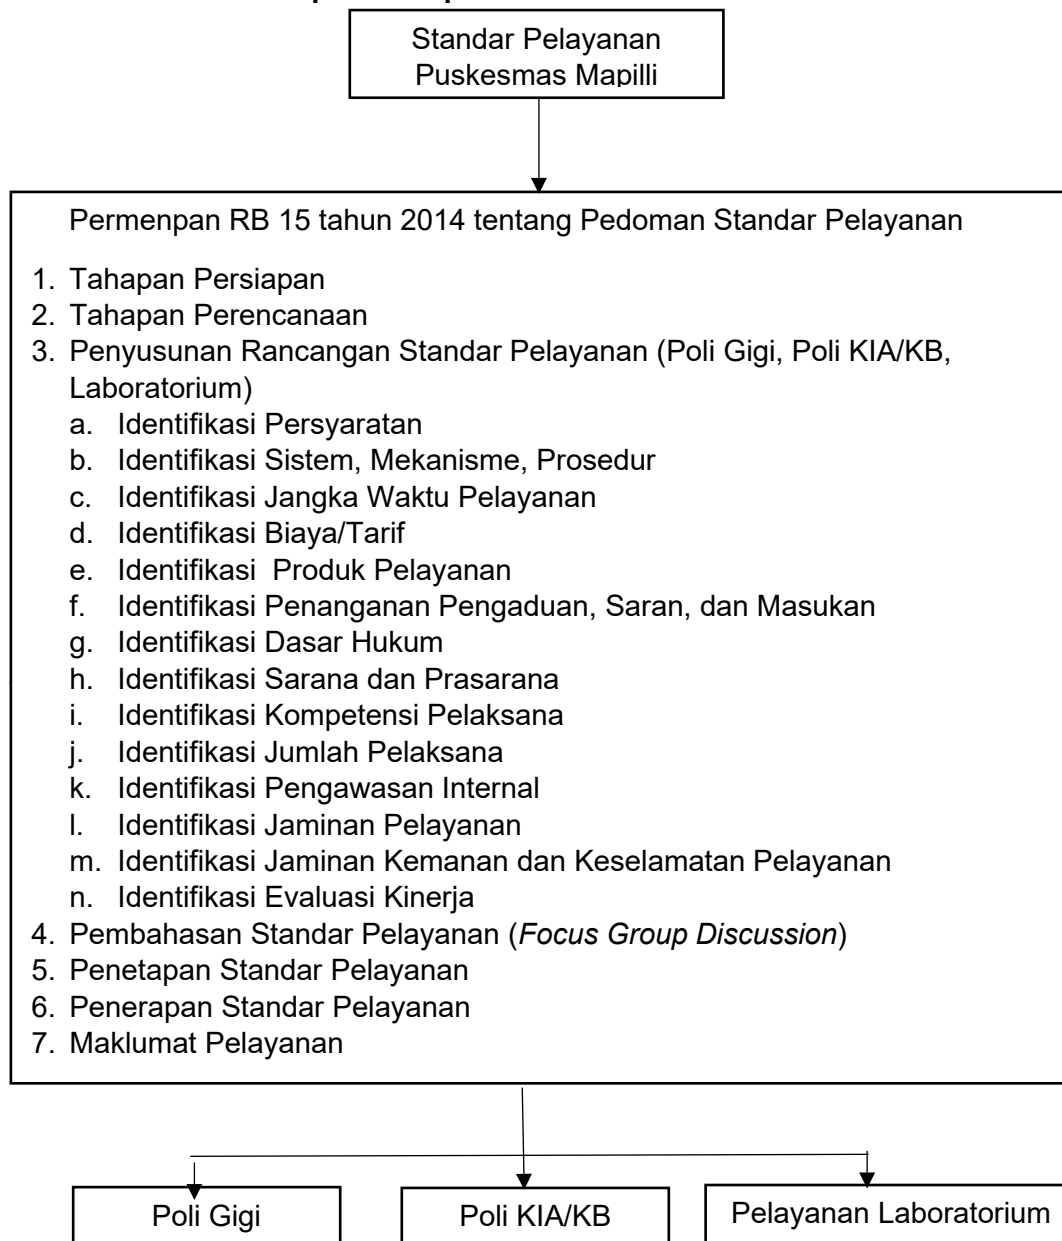 Standar Pelayanan
Puskesmas Mapilli
Permenpan RB 15 tahun 2014 tentang Pedoman Standar Pelayanan
1. Tahapan Persiapan
2. Tahapan Perencanaan
3. Penyusunan Rancangan Standar Pelayanan (Poli Gigi, Poli KIA/KB,
Laboratorium)
a. Identifikasi Persyaratan
b. Identifikasi Sistem, Mekanisme, Prosedur
c. Identifikasi Jangka Waktu Pelayanan
d. Identifikasi Biaya/Tarif
e. Identifikasi Produk Pelayanan
f. Identifikasi Penanganan Pengaduan, Saran, dan Masukan
g. Identifikasi Dasar Hukum
h. Identifikasi Sarana dan Prasarana
i. Identifikasi Kompetensi Pelaksana
j. Identifikasi Jumlah Pelaksana
k. Identifikasi Pengawasan Internal
l. Identifikasi Jaminan Pelayanan
m. Identifikasi Jaminan Kemanan dan Keselamatan Pelayanan
n. Identifikasi Evaluasi Kinerja
4. Pembahasan Standar Pelayanan (Focus Group Discussion)
5. Penetapan Standar Pelayanan
6. Penerapan Standar Pelayanan
7. Maklumat Pelayanan
Poli Gigi
Poli KIA/KB
Pelayanan Laboratorium